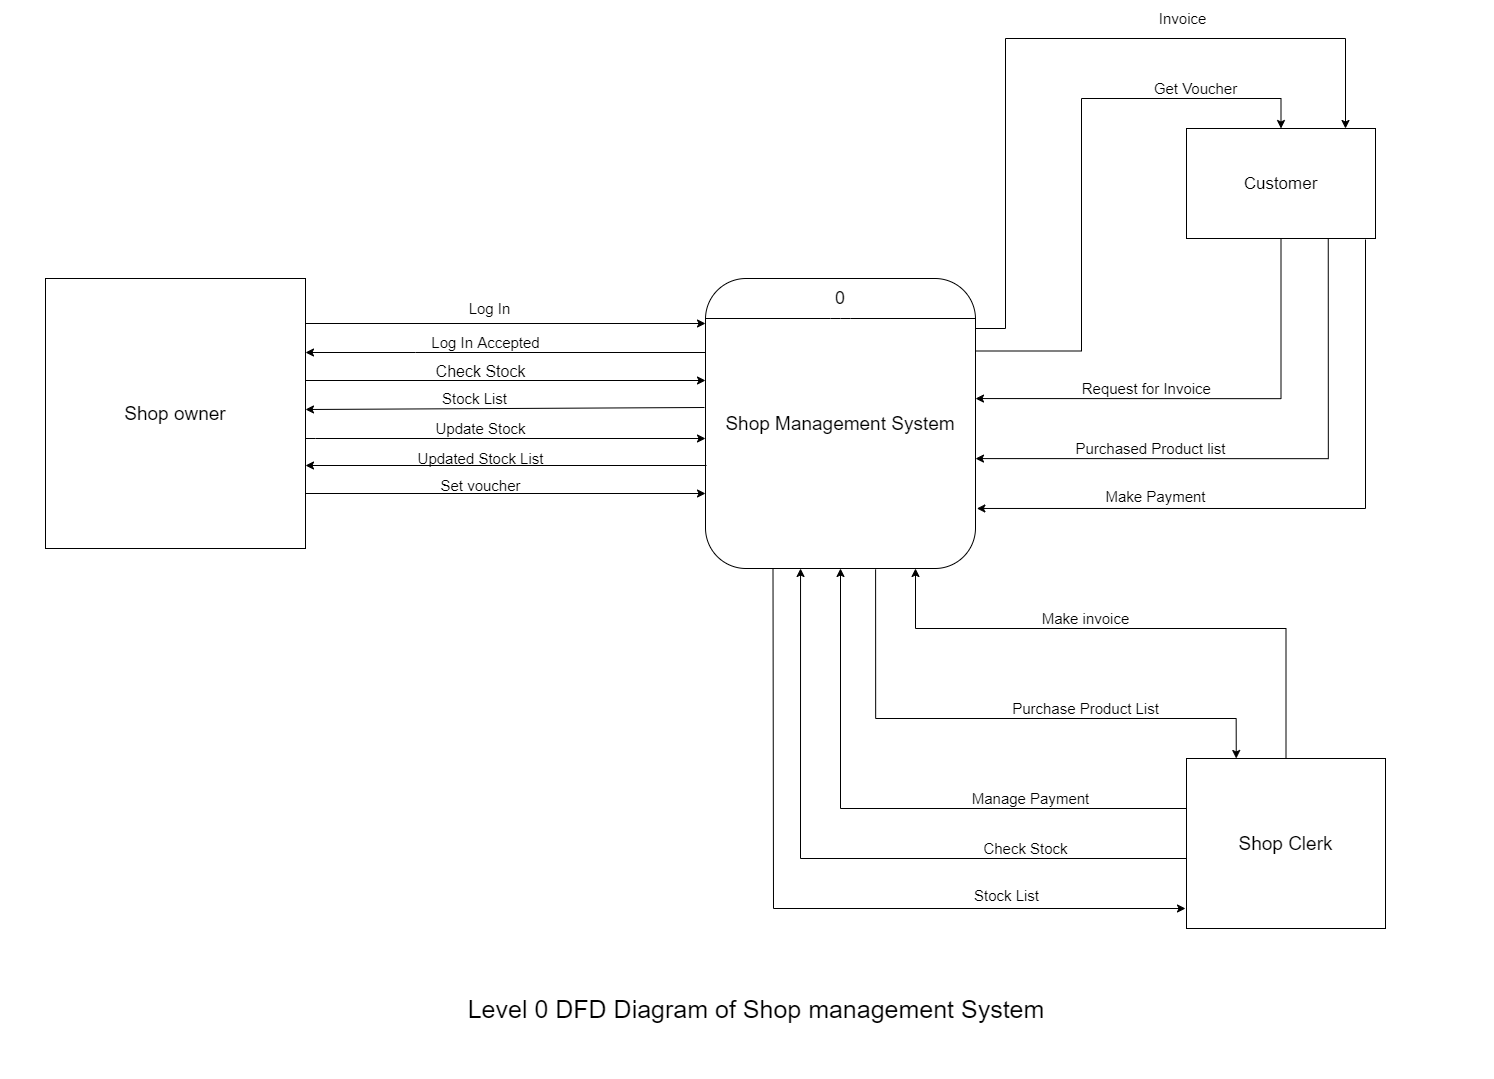 Invoice
Get Voucher
Customer
0
Log In
Log In Accepted
Check Stock
Stock List
Update Stock
Updated Stock List
Set voucher
Shop owner
Shop Management System
Request for Invoice
Purchased Product list
Make Payment
Make invoice
Purchase Product List
Manage Payment
Check Stock
Stock List
Shop Clerk
Level 0 DFD Diagram of Shop management System